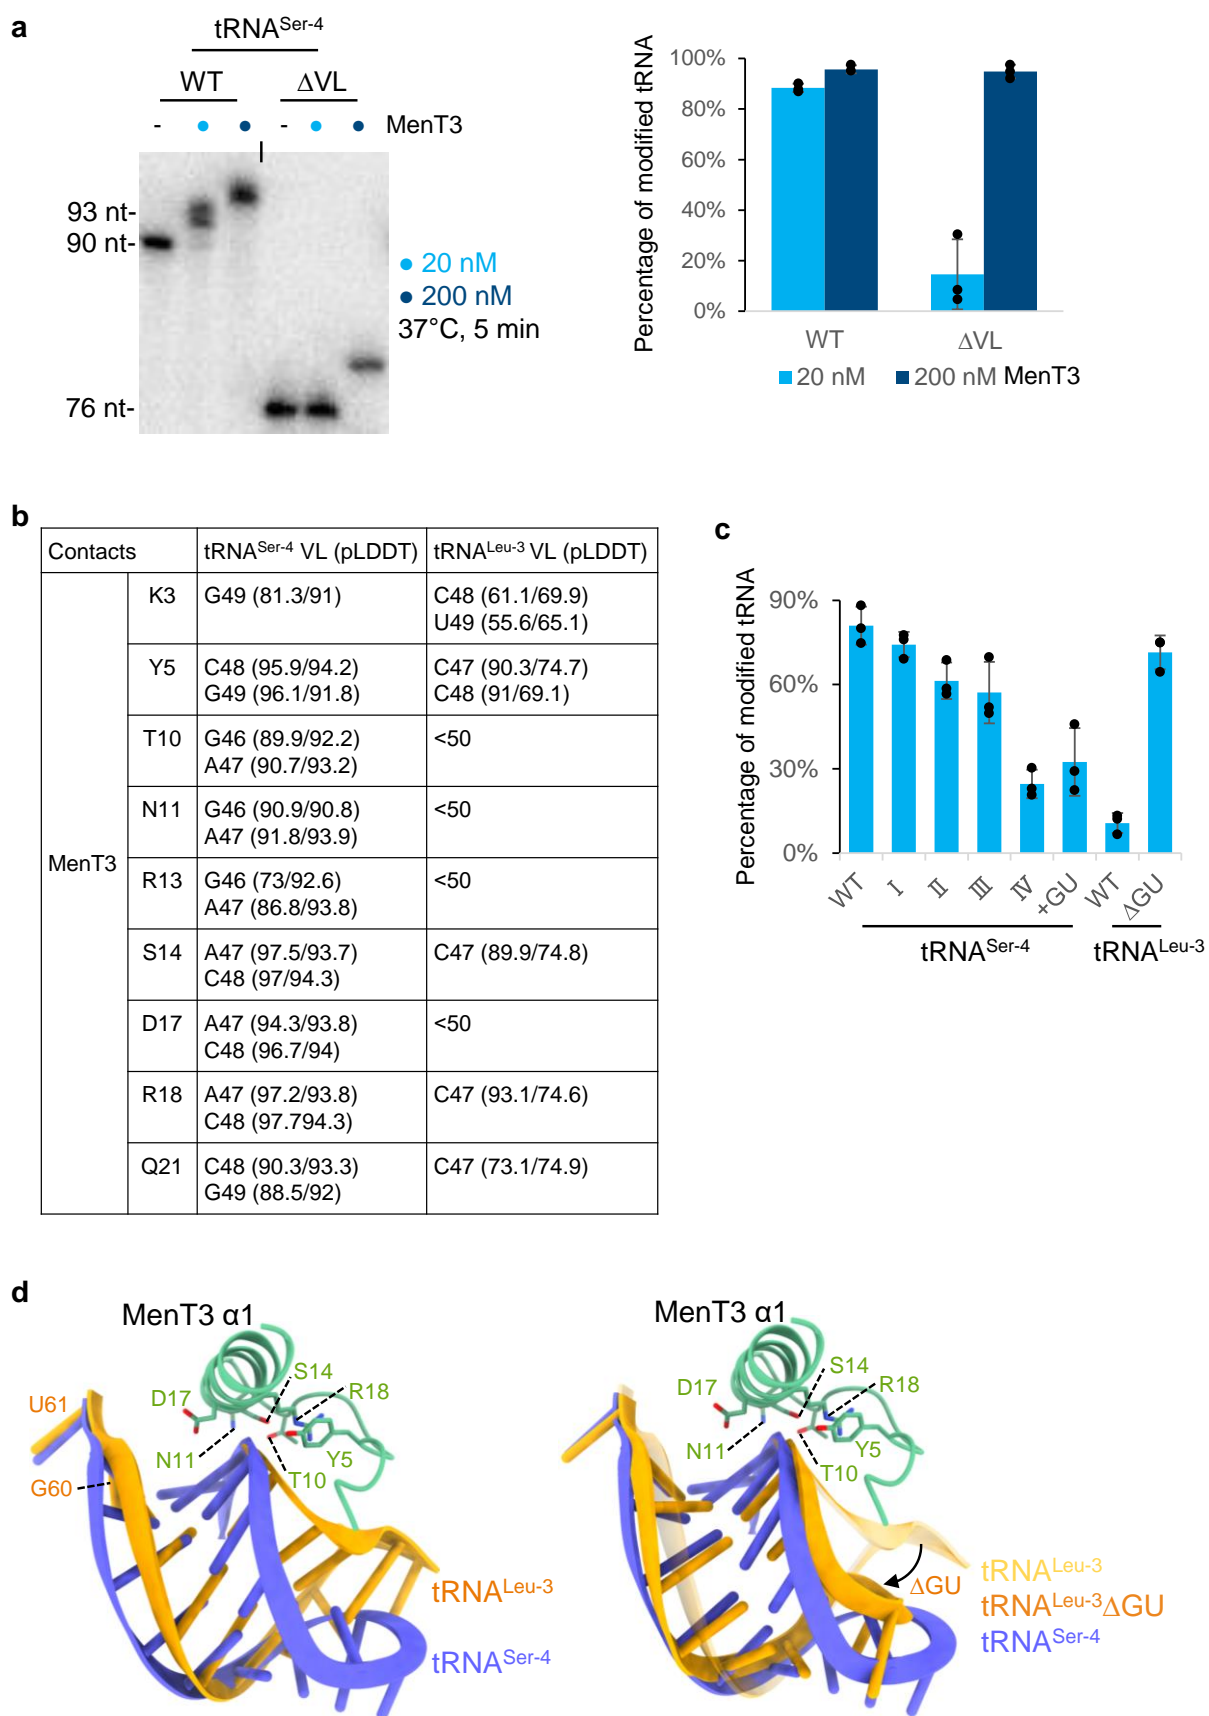 a
tRNA^Ser-4
WT ΔVL
- • • - • • MenT3
93 nt-
90 nt-
76 nt-
• 20 nM
• 200 nM
37°C, 5 min
Percentage of modified tRNA
100%
80%
60%
40%
20%
0%
WT ΔVL
20 nM 200 nM MenT3
b
Contacts tRNA^Ser-4 VL (pLDDT) tRNA^Leu-3 VL (pLDDT)
MenT3
K3 G49 (81.3/91) C48 (61.1/69.9)
U49 (55.6/65.1)
Y5 C48 (95.9/94.2) C47 (90.3/74.7)
G49 (96.1/91.8) C48 (91/69.1)
T10 G46 (89.9/92.2) <50
A47 (90.7/93.2)
N11 G46 (90.9/90.8) <50
A47 (91.8/93.9)
R13 G46 (73/92.6) <50
A47 (86.8/93.8)
S14 A47 (97.5/93.7) C47 (89.9/74.8)
C48 (97/94.3)
D17 A47 (94.3/93.8) <50
C48 (96.7/94)
R18 A47 (97.2/93.8) C47 (93.1/74.6)
C48 (97.794.3)
Q21 C48 (90.3/93.3) C47 (73.1/74.9)
G49 (88.5/92)
c
Percentage of modified tRNA
90%
60%
30%
0%
WT I II III IV +GU WT ΔGU
tRNA^Ser-4 tRNA^Leu-3
d
MenT3 α1
S14
D17
R18
U61
N11
Y5
T10
G60
tRNA^Leu-3
tRNA^Ser-4
MenT3 α1
S14
D17
R18
N11
Y5
T10
tRNA^Leu-3
ΔGU
tRNA^Leu-3ΔGU
tRNA^Ser-4